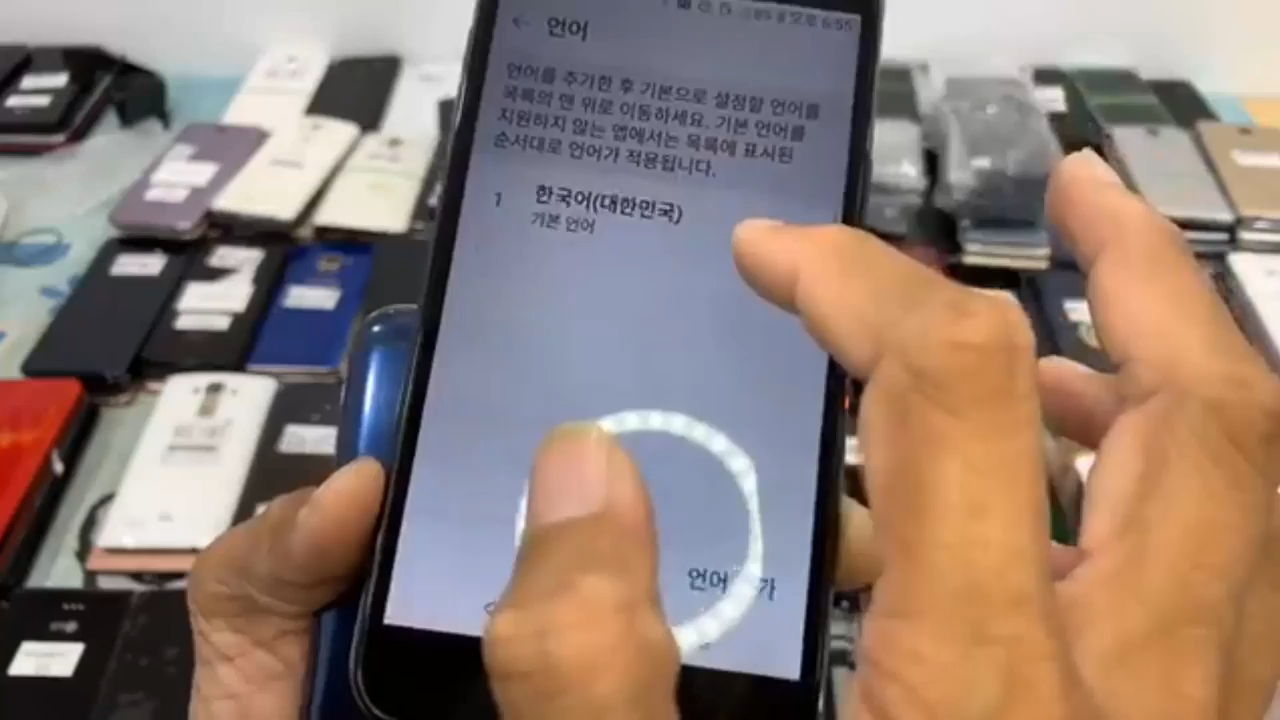 언어
언어를 추가한 후 기본으로 설정할 언어를
목록의 맨 위로 이동하세요. 기본 언어를
지원하지 않는 앱에서는 목록에 표시된
순서대로 언어가 적용됩니다.
1 한국어(대한민국)
기본 언어
언어
가